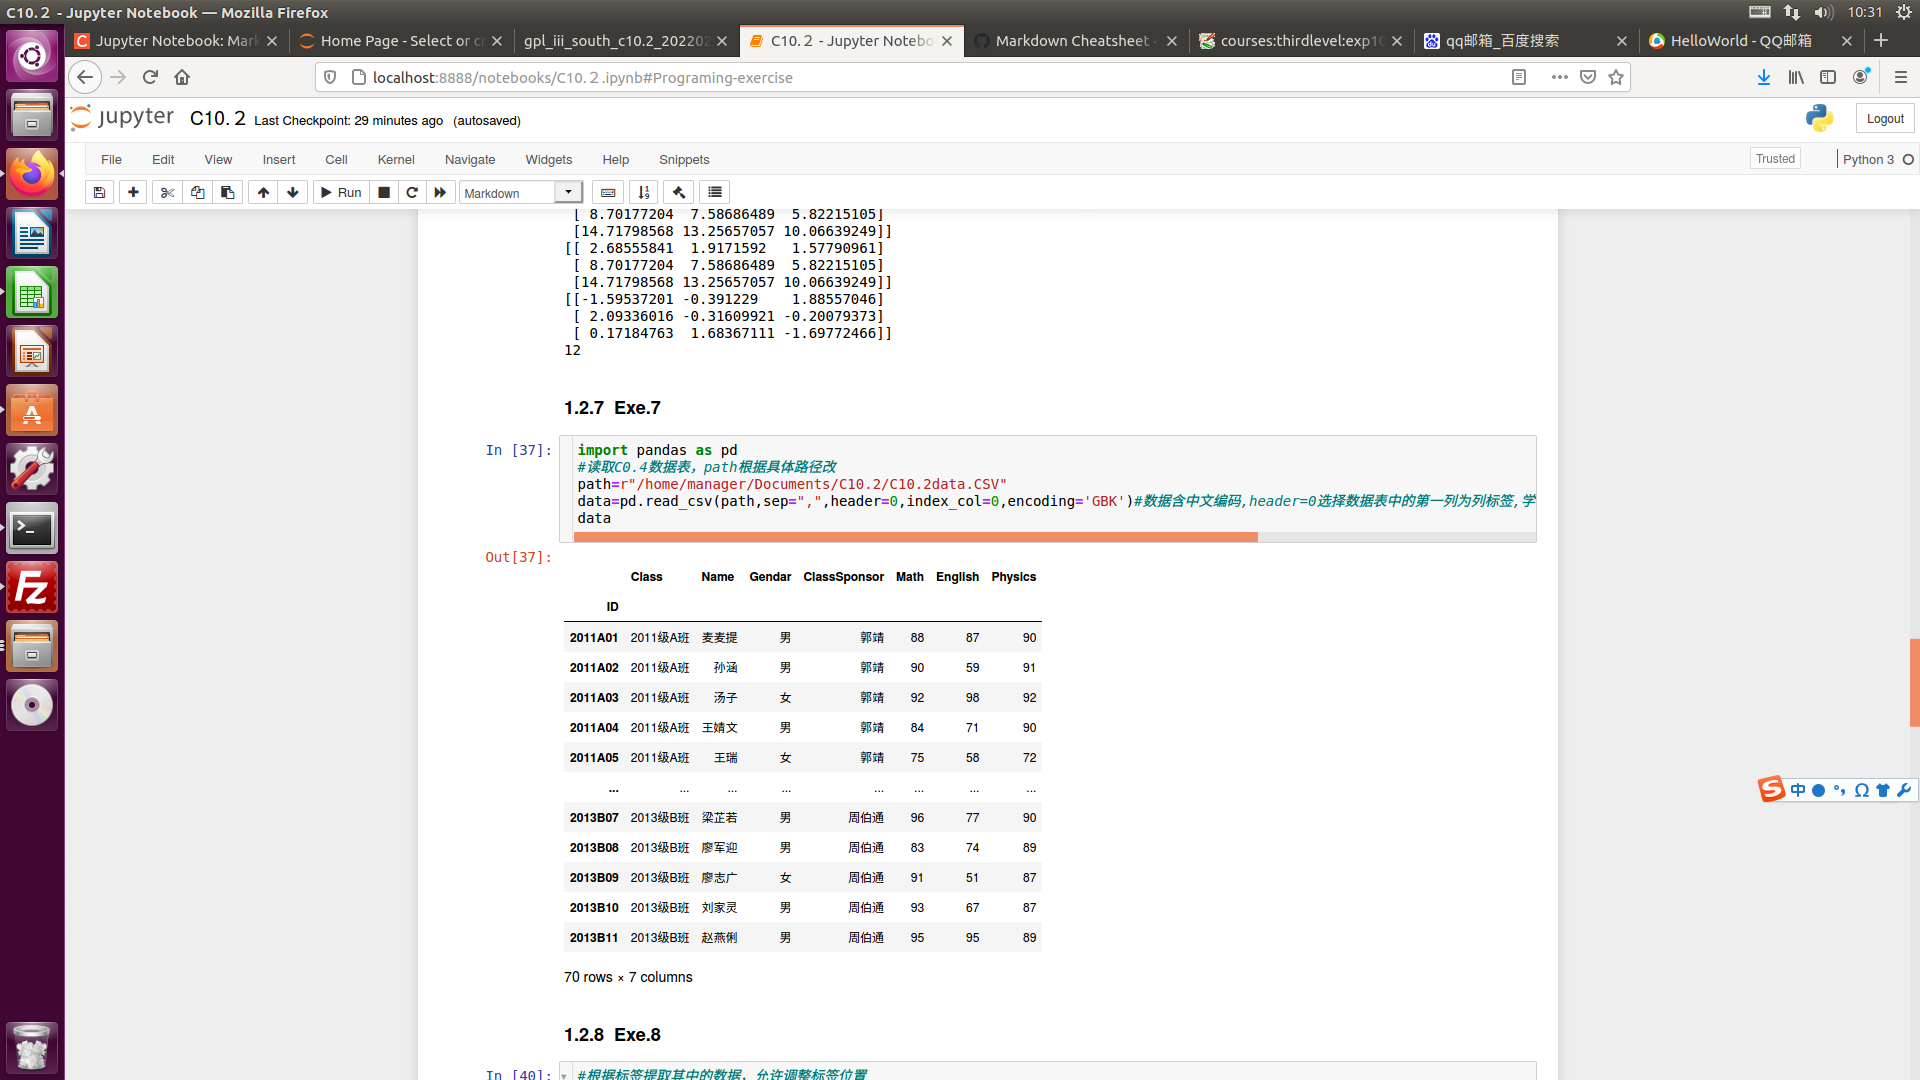 C10.2 - Jupyter Notebook — Mozilla Firefox
10:31
Jupyter Notebook: Mar
Home Page - Select or c
gpl_iii_south_c10.2_20220
C10.2 - Jupyter Notebo
Markdown Cheatsheet -
courses:thirdlevel:exp10
qq邮箱_百度搜索
HelloWorld - QQ邮箱
localhost:8888/notebooks/C10.2.ipynb#Programing-exercise
jupyter C10.2 Last Checkpoint: 29 minutes ago (autosaved)
Logout
File Edit View Insert Cell Kernel Navigate Widgets Help Snippets
Trusted
Python 3
Run
Markdown
[ 8.70177204 7.58686489 5.82215105]
[14.71798568 13.25657057 10.06639249]]
[[ 2.68555841 1.9171592 1.57790961]
[ 8.70177204 7.58686489 5.82215105]
[14.71798568 13.25657057 10.06639249]]
[[-1.59537201 -0.391229 1.88557046]
[ 2.09336016 -0.31609921 -0.20079373]
[ 0.17184763 1.68367111 -1.69772466]]
12
1.2.7 Exe.7
In [37]:
import pandas as pd
#读取C0.4数据表，path根据具体路径改
path=r"/home/manager/Documents/C10.2/C10.2data.CSV"
data=pd.read_csv(path,sep=",",header=0,index_col=0,encoding='GBK')#数据含中文编码,header=0选择数据表中的第一列为列标签,学
data
Out[37]:
Class Name Gendar ClassSponsor Math English Physics
ID
2011A01 2011级A班 麦麦提 男 郭靖 88 87 90
2011A02 2011级A班 孙涵 男 郭靖 90 59 91
2011A03 2011级A班 汤子 女 郭靖 92 98 92
2011A04 2011级A班 王婧文 男 郭靖 84 71 90
2011A05 2011级A班 王瑞 女 郭靖 75 58 72
... ... ... ... ... ... ... ...
2013B07 2013级B班 梁芷若 男 周伯通 96 77 90
2013B08 2013级B班 廖军迎 男 周伯通 83 74 89
2013B09 2013级B班 廖志广 女 周伯通 91 51 87
2013B10 2013级B班 刘家灵 男 周伯通 93 67 87
2013B11 2013级B班 赵燕俐 男 周伯通 95 95 89
70 rows × 7 columns
1.2.8 Exe.8
In [40]:
#根据标签提取其中的数据，允许调整标签位置
中